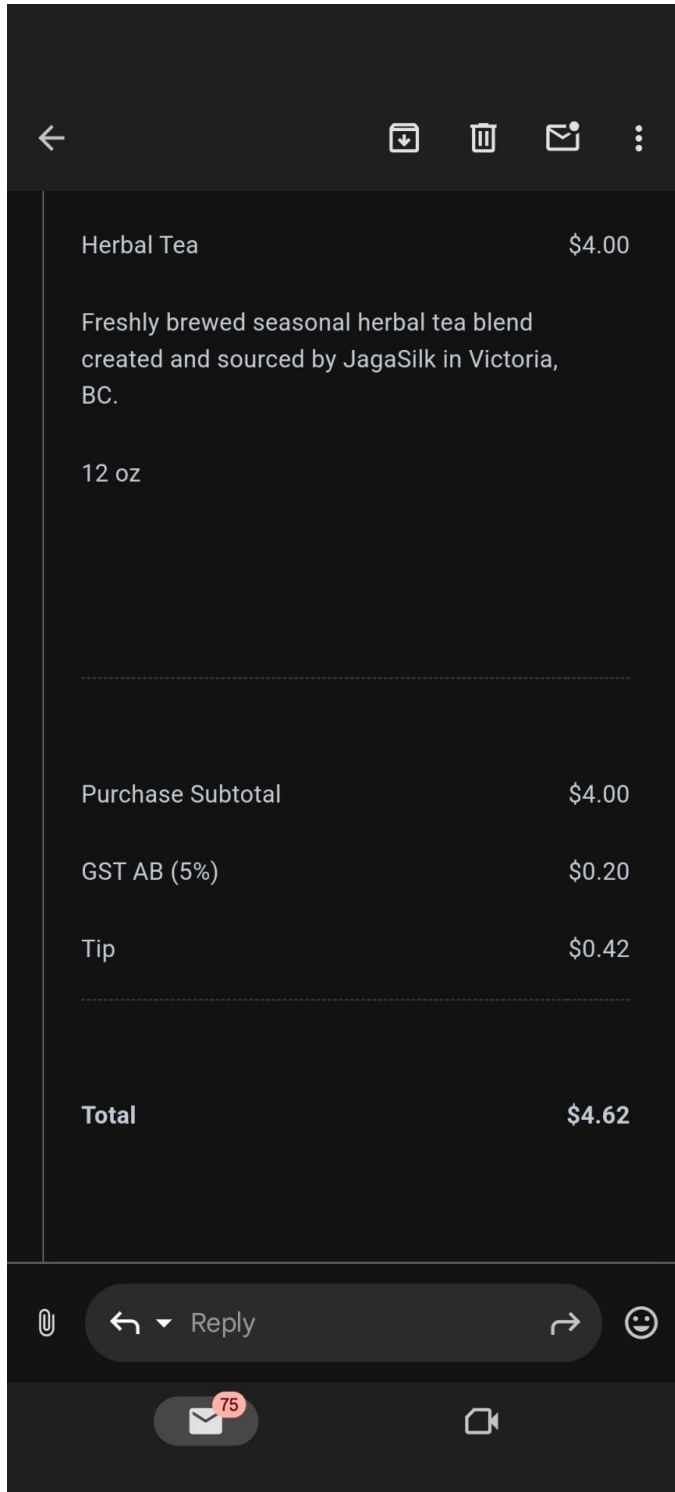 Herbal Tea $4.00
Freshly brewed seasonal herbal tea blend
created and sourced by JagaSilk in Victoria,
BC.
12 oz
Purchase Subtotal $4.00
GST AB (5%) $0.20
Tip $0.42
Total $4.62
Reply
75